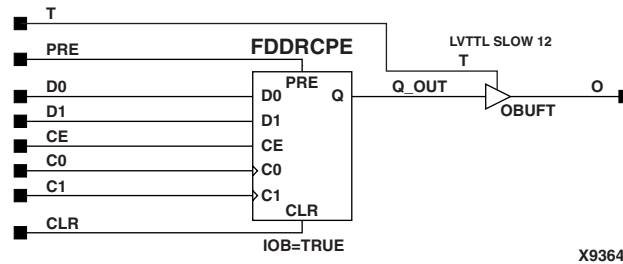 T
PRE
FDDRCPE
LVTTL SLOW 12
T
PRE
D0
D0
Q
Q_OUT
O
OBUFT
D1
D1
CE
CE
C0
C0
C1
C1
CLR
CLR
IOB=TRUE
X9364